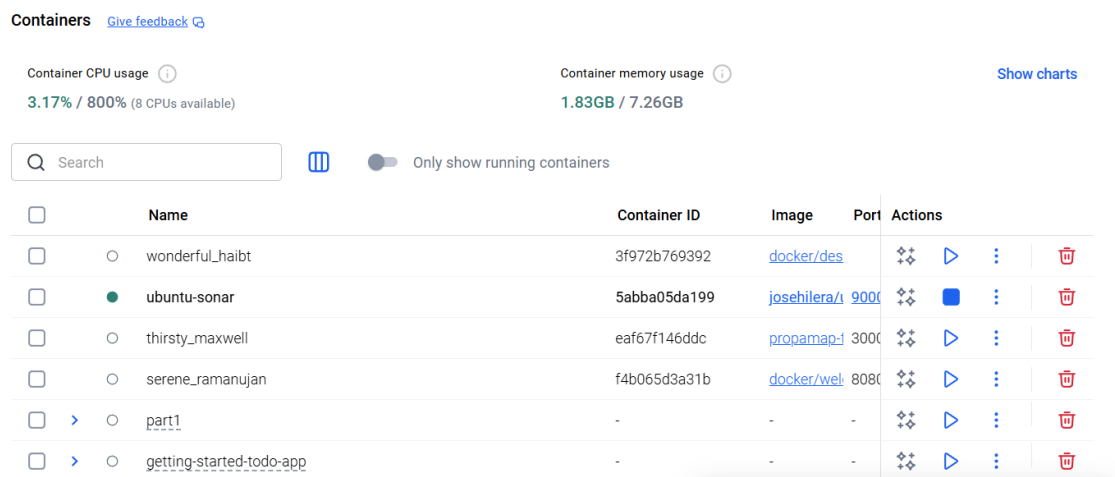 Containers Give feedback
Container CPU usage
3.17% / 800% (8 CPUs available)
Container memory usage
1.83GB / 7.26GB
Show charts
Search
Only show running containers
Name Container ID Image Port Actions
wonderful_haibt 3f972b769392 docker/des
ubuntu-sonar 5abba05da199 josehilera/u 9000
thirsty_maxwell eaf67f146ddc propamap-f 3000
serene_ramanujan f4b065d3a31b docker/wel 8080
part1 - - -
getting-started-todo-app - - -